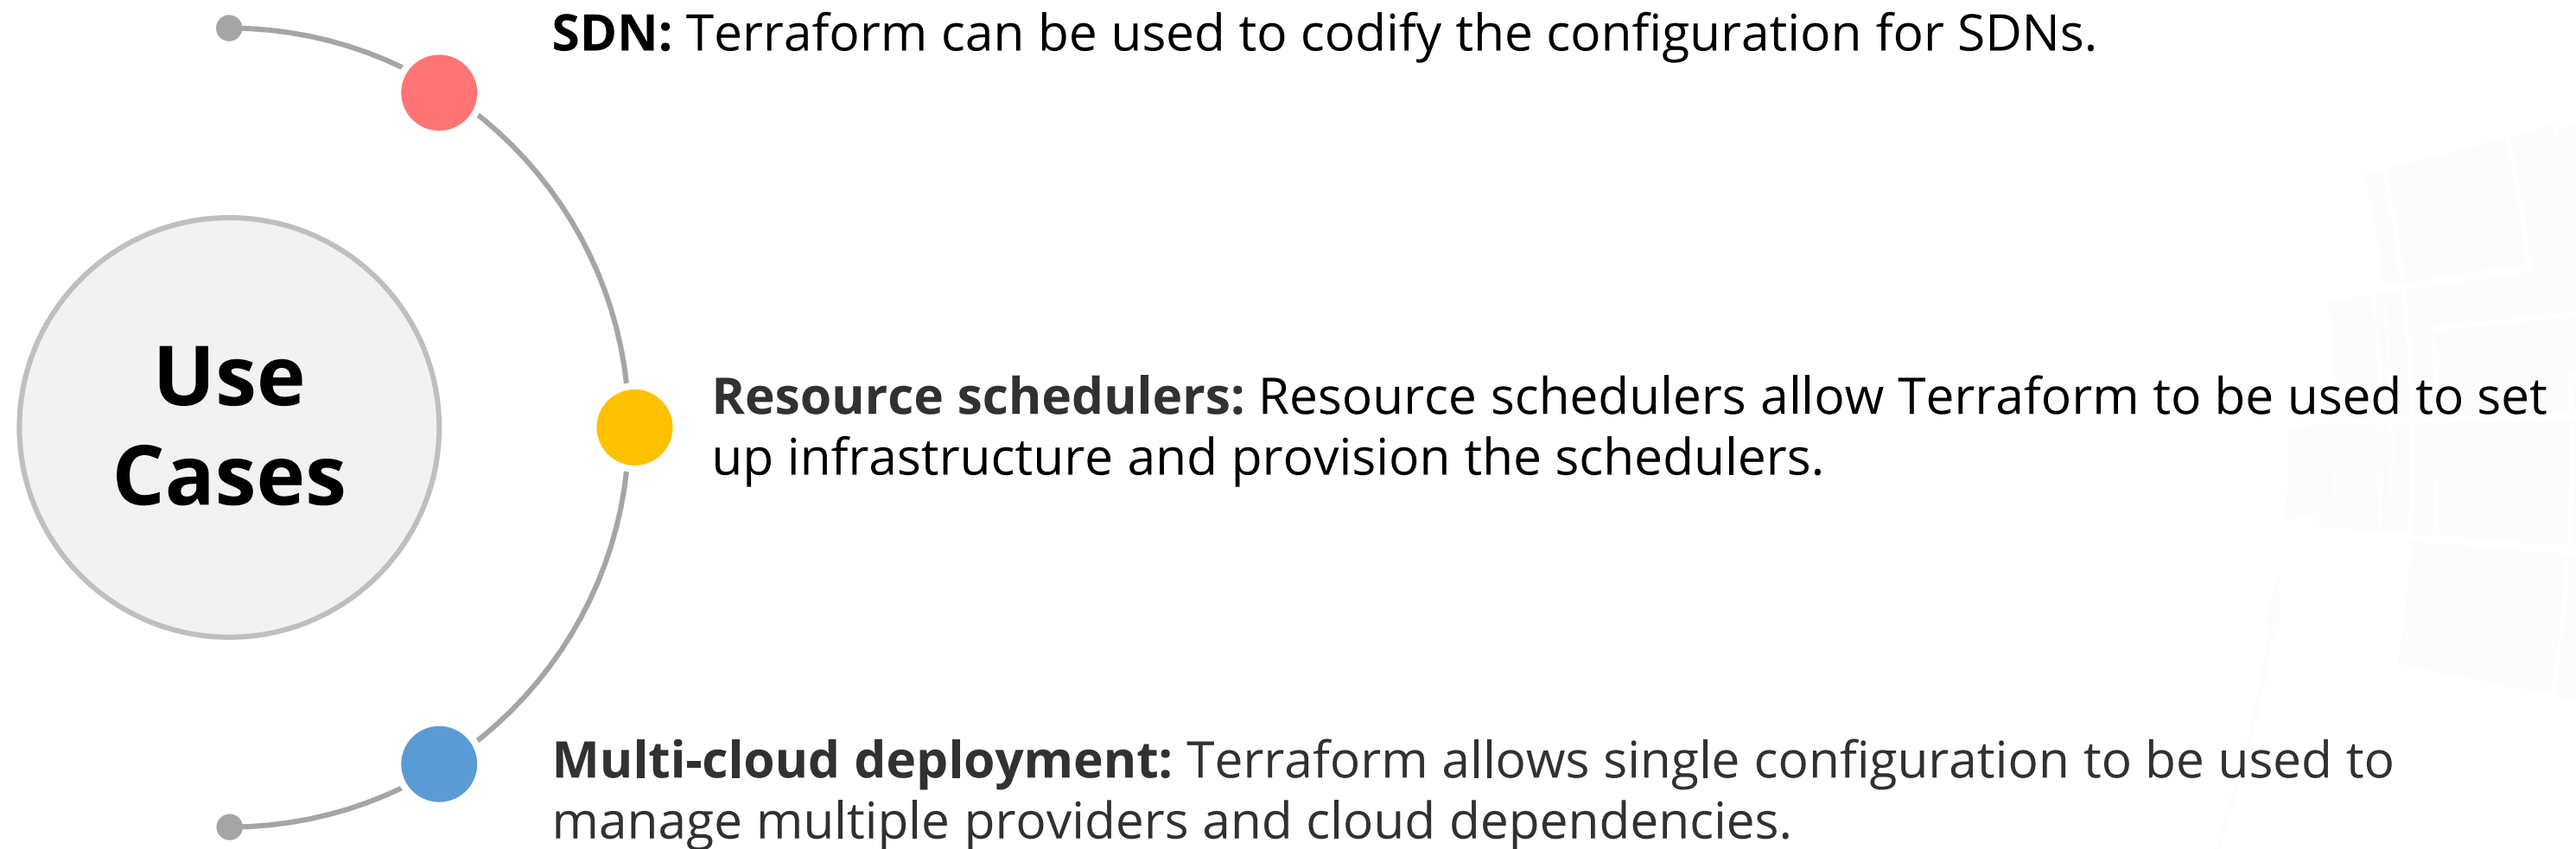 SDN: Terraform can be used to codify the configuration for SDNs.
Use
Cases
Resource schedulers: Resource schedulers allow Terraform to be used to set
up infrastructure and provision the schedulers.
Multi-cloud deployment: Terraform allows single configuration to be used to
manage multiple providers and cloud dependencies.